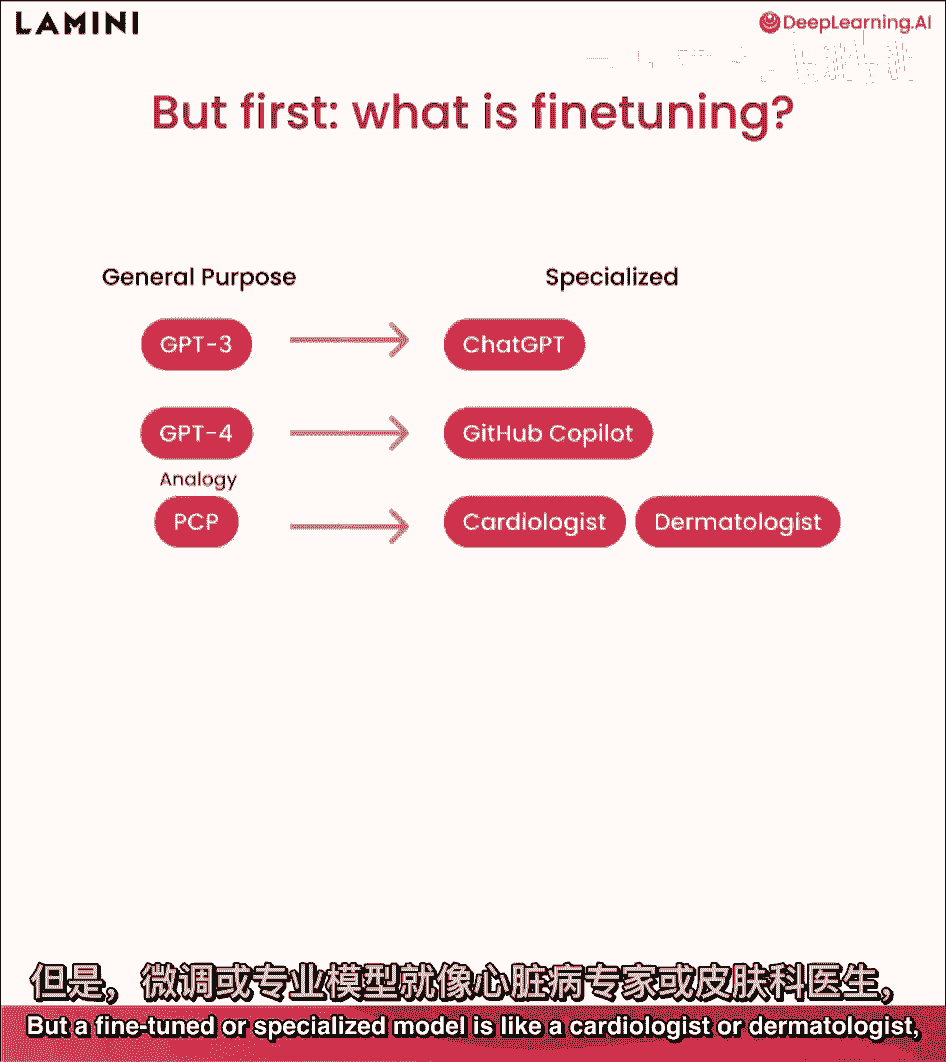 LAMINI
DeepLearning.AI
But first: what is finetuning?
General Purpose
Specialized
GPT-3
ChatGPT
GPT-4
GitHub Copilot
Analogy
PCP
Cardiologist
Dermatologist
但是，微调或专业模型就像心脏病专家或皮肤科医生，
But a fine-tuned or specialized model is like a cardiologist or dermatologist,